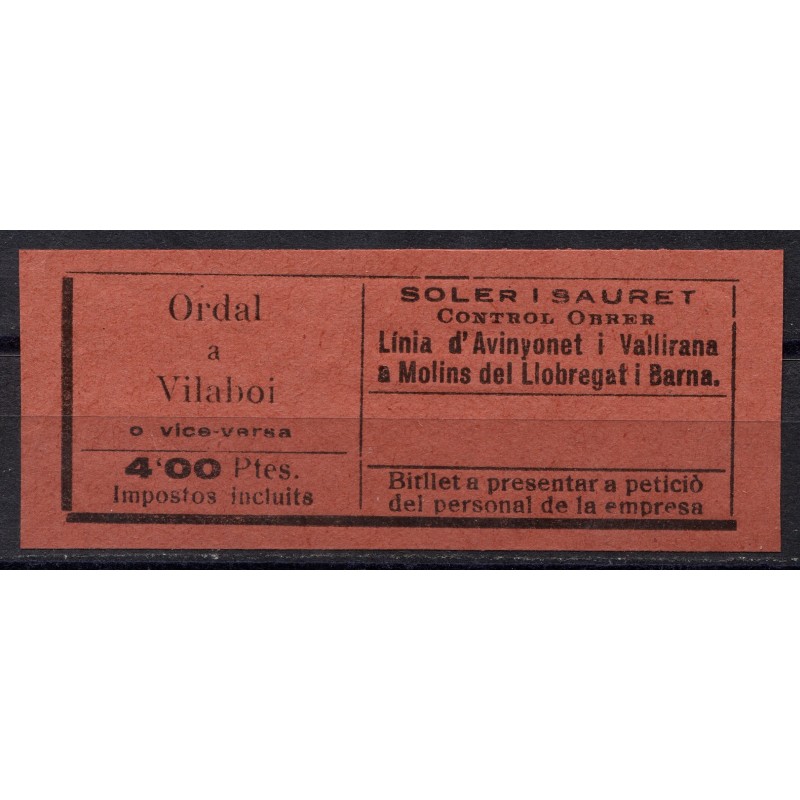 Ordal
a
Vilaboi
o vice-versa
4'00 Ptes.
Impostos incluits
SOLER I SAURET
CONTROL OBRER
Línia d'Avinyonet i Vallirana
a Molins del Llobregat i Barna.
Bitllet a presentar a petició
del personal de la empresa